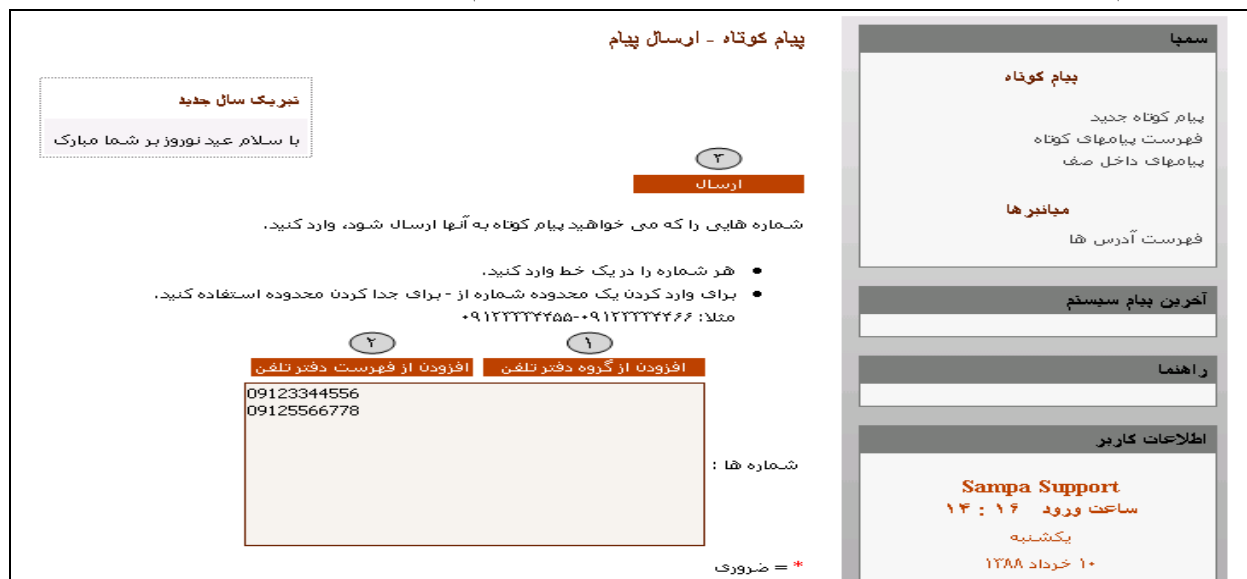 پیام کوتاه - ارسال پیام
تبریک سال جدید
با سلام عید نوروز بر شما مبارک
۳
ارسال
شماره هایی را که می خواهید پیام کوتاه به آنها ارسال شود، وارد کنید.
● هر شماره را در یک خط وارد کنید.
● برای وارد کردن یک محدوده شماره از - برای جدا کردن محدوده استفاده کنید.
۱ ۲
افزودن از گروه دفتر تلفن افزودن از فهرست دفتر تلفن
09123344556
09125566778
شماره ها :
* = ضروری
سمپا
پیام کوتاه
پیام کوتاه جدید
فهرست پیامهای کوتاه
پیامهای داخل صف
میانبر ها
فهرست آدرس ها
آخرین پیام سیستم
راهنما
اطلاعات کاربر
Sampa Support
ساعت ورود ۱۶ : ۱۴
یکشنبه
۱۰ خرداد ۱۳۸۸